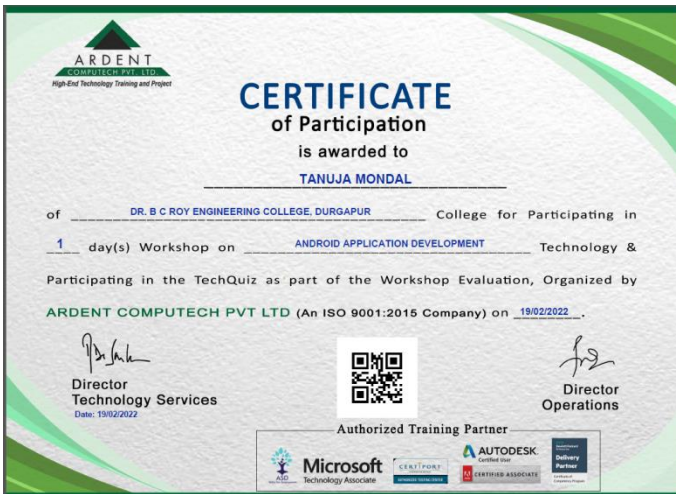 ARDENT
COMPUTECH PVT. LTD.
High-End Technology Training and Project
CERTIFICATE
of Participation
is awarded to
TANUJA MONDAL
of DR. B C ROY ENGINEERING COLLEGE, DURGAPUR College for Participating in
1 day(s) Workshop on ANDROID APPLICATION DEVELOPMENT Technology &
Participating in the TechQuiz as part of the Workshop Evaluation, Organized by
ARDENT COMPUTECH PVT LTD (An ISO 9001:2015 Company) on 19/02/2022.
Director
Technology Services
Date: 19/02/2022
Director
Operations
Authorized Training Partner
ASD
Microsoft
Technology Associate
CERTIPORT
AUTODESK
Certified User
CERTIFIED ASSOCIATE
Delivery
Partner